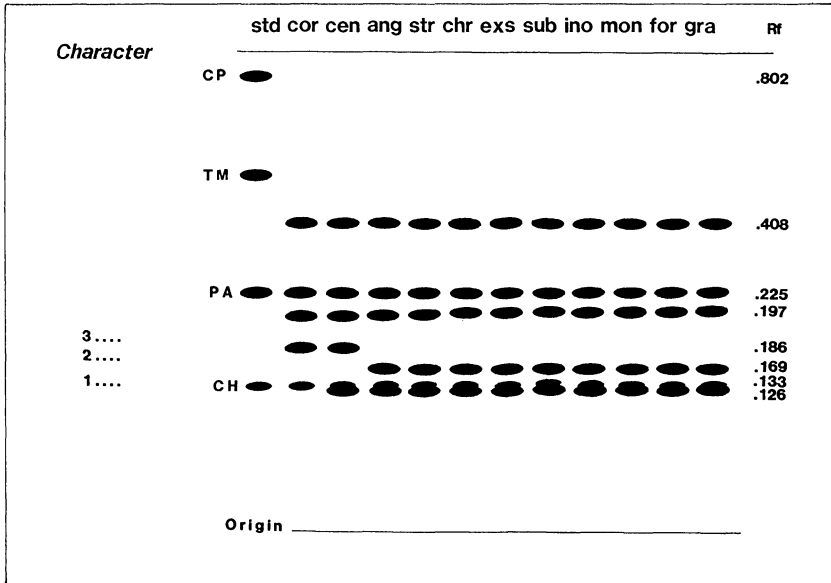 std cor cen ang str chr exs sub ino mon for gra Rf
Character
CP .802
TM
.408
PA .225
.197
3.... .186
2....
.169
1.... CH .133
.126
Origin